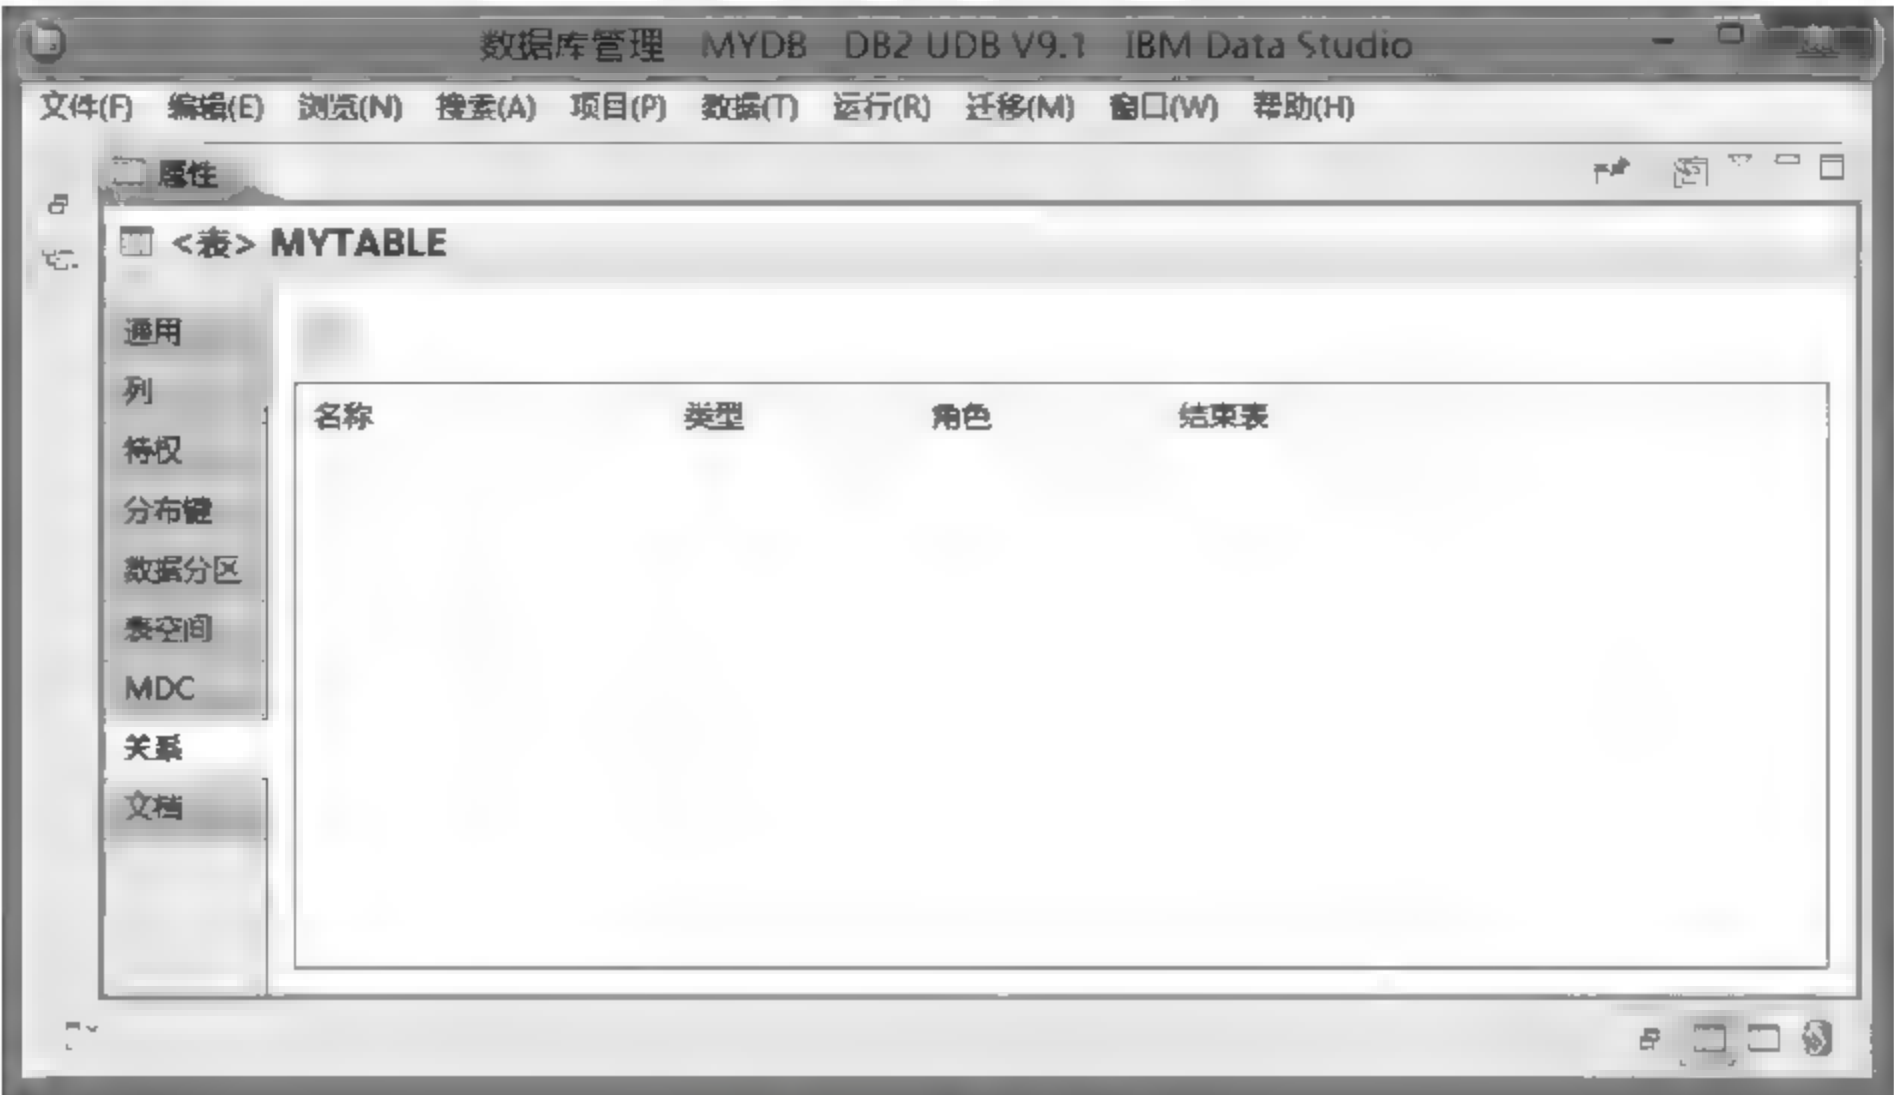 数据库管理 MYDB DB2 UDB V9.1 IBM Data Studio
文件(F) 编辑(E) 浏览(N) 搜索(A) 项目(P) 数据(T) 运行(R) 迁移(M) 窗口(W) 帮助(H)
属性
<表> MYTABLE
通用
列
特权
分布键
数据分区
表空间
MDC
关系
文档
名称 类型 角色 结束表